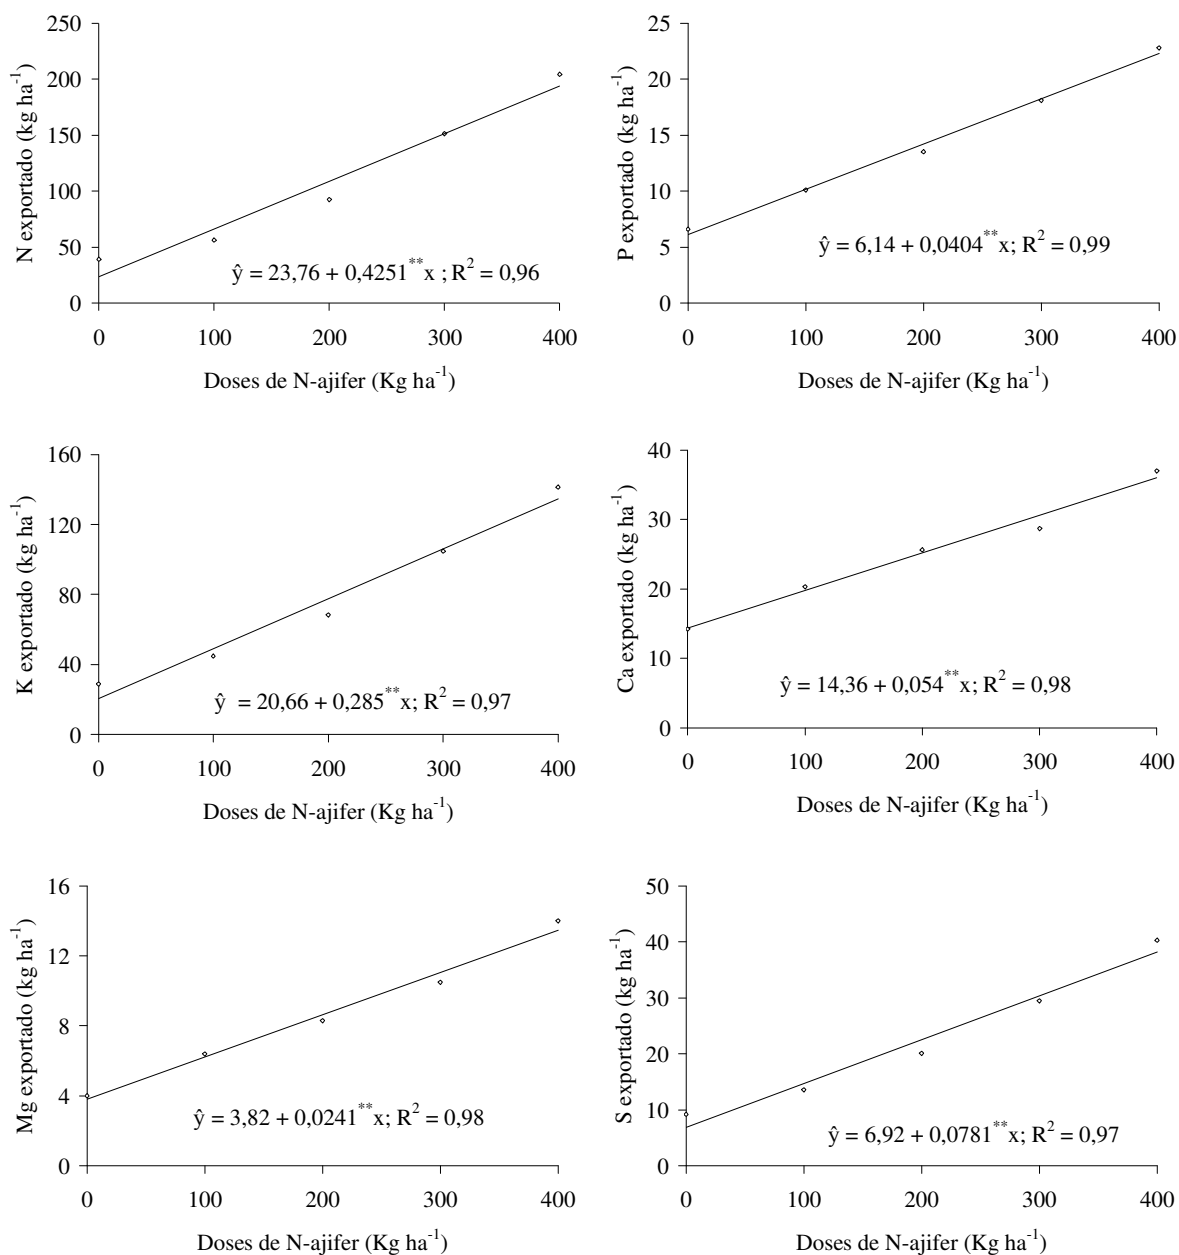 250
200
150
100
50
0
N exportado (kg ha⁻¹)
ŷ = 23,76 + 0,4251**x ; R² = 0,96
0 100 200 300 400
Doses de N-ajifer (Kg ha⁻¹)
25
20
15
10
5
0
P exportado (kg ha⁻¹)
ŷ = 6,14 + 0,0404**x; R² = 0,99
0 100 200 300 400
Doses de N-ajifer (Kg ha⁻¹)
160
120
80
40
0
K exportado (kg ha⁻¹)
ŷ = 20,66 + 0,285**x; R² = 0,97
0 100 200 300 400
Doses de N-ajifer (Kg ha⁻¹)
40
30
20
10
0
Ca exportado (kg ha⁻¹)
ŷ = 14,36 + 0,054**x; R² = 0,98
0 100 200 300 400
Doses de N-ajifer (Kg ha⁻¹)
16
12
8
4
0
Mg exportado (kg ha⁻¹)
ŷ = 3,82 + 0,0241**x; R² = 0,98
0 100 200 300 400
Doses de N-ajifer (Kg ha⁻¹)
50
40
30
20
10
0
S exportado (kg ha⁻¹)
ŷ = 6,92 + 0,0781**x; R² = 0,97
0 100 200 300 400
Doses de N-ajifer (Kg ha⁻¹)